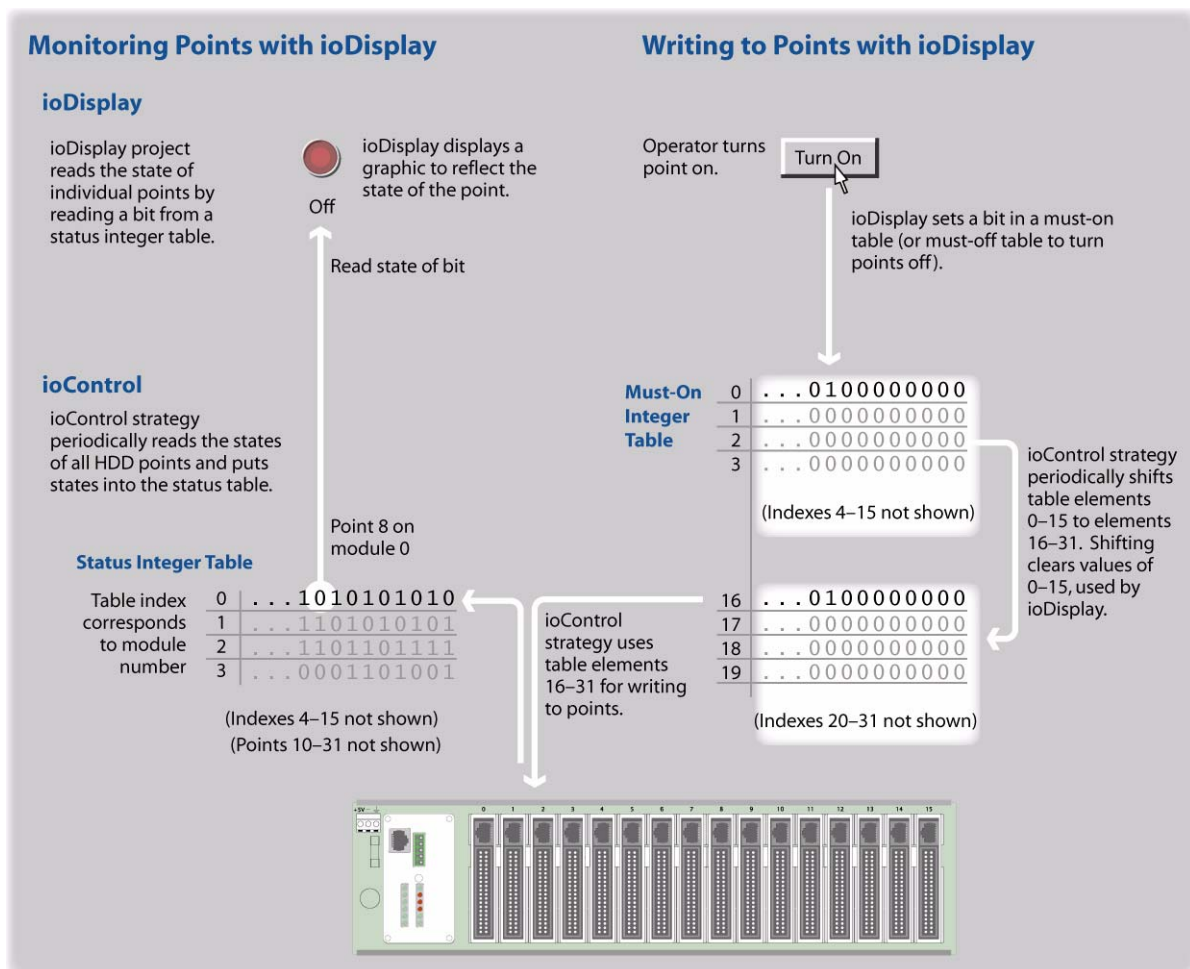 Monitoring Points with ioDisplay
ioDisplay
ioDisplay project
reads the state of
individual points by
reading a bit from a
status integer table.
ioDisplay displays a
graphic to reflect the
state of the point.
Off
Read state of bit
ioControl
ioControl strategy
periodically reads the states
of all HDD points and puts
states into the status table.
Point 8 on
module 0
Status Integer Table
Table index
corresponds
to module
number
0 ...1010101010
1 ...1101010101
2 ...1101101111
3 ...0001101001
(Indexes 4–15 not shown)
(Points 10–31 not shown)
Writing to Points with ioDisplay
Operator turns
point on.
Turn On
ioDisplay sets a bit in a must-on
table (or must-off table to turn
points off).
Must-On
Integer
Table
0 ...0100000000
1 ...0000000000
2 ...0000000000
3 ...0000000000
(Indexes 4–15 not shown)
ioControl strategy
periodically shifts
table elements
0–15 to elements
16–31. Shifting
clears values of
0–15, used by
ioDisplay.
16 ...0100000000
17 ...0000000000
18 ...0000000000
19 ...0000000000
(Indexes 20–31 not shown)
ioControl
strategy uses
table elements
16–31 for writing
to points.
+5V
0 1 2 3 4 5 6 7 8 9 10 11 12 13 14 15